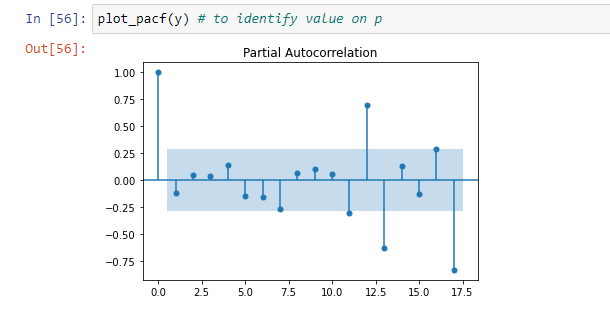 In [56]: plot_pacf(y) # to identify value on p
Out[56]:
Partial Autocorrelation
1.00
0.75
0.50
0.25
0.00
−0.25
−0.50
−0.75
0.0 2.5 5.0 7.5 10.0 12.5 15.0 17.5